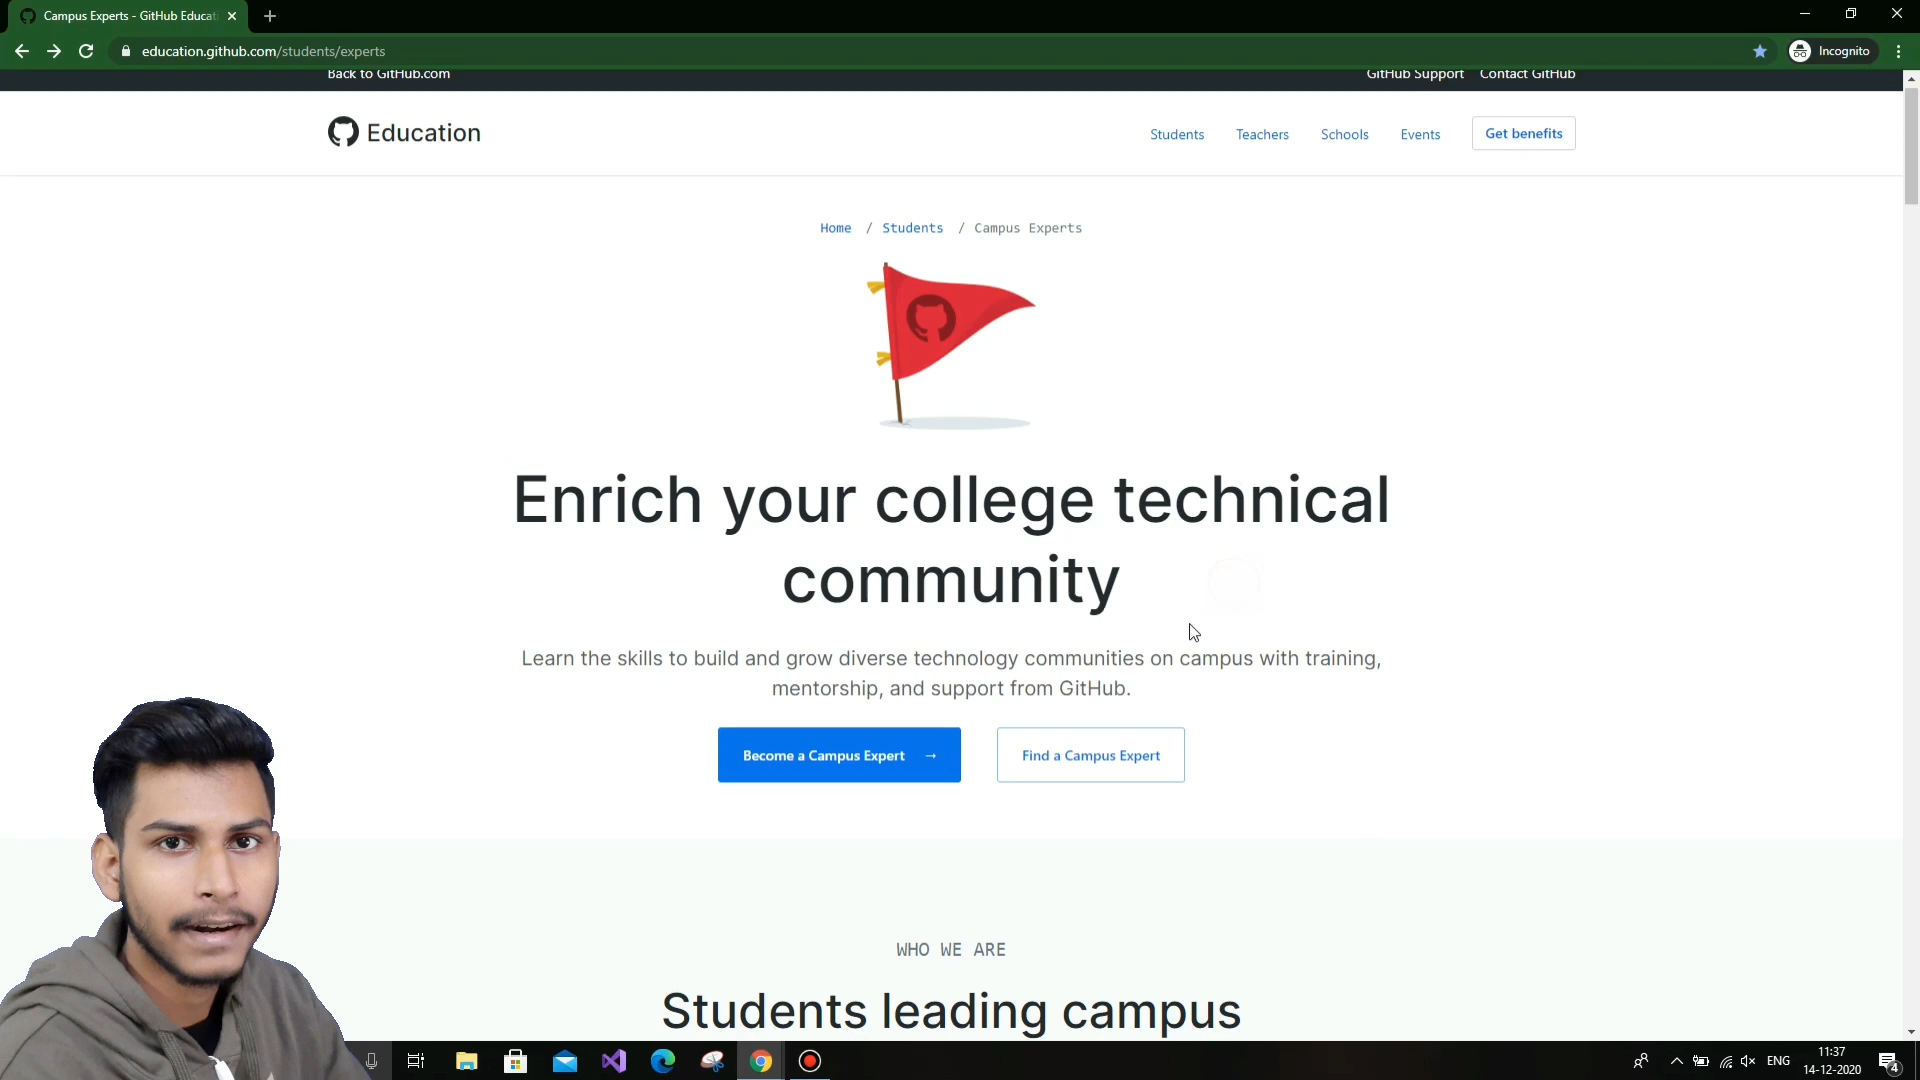 Campus Experts - GitHub Educati
education.github.com/students/experts
Incognito
Back to GitHub.com
GitHub Support Contact GitHub
Education
Students Teachers Schools Events Get benefits
Home / Students / Campus Experts
Enrich your college technical
community
Learn the skills to build and grow diverse technology communities on campus with training,
mentorship, and support from GitHub.
Become a Campus Expert → Find a Campus Expert
WHO WE ARE
Students leading campus
ENG
11:37
14-12-2020
4